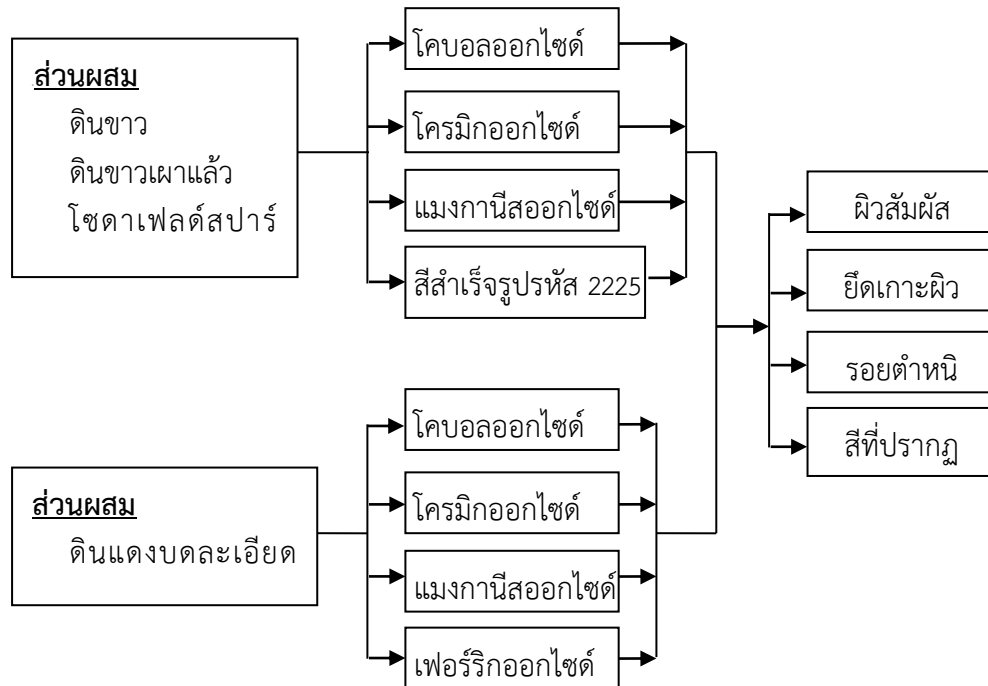 ส่วนผสม
ดินขาว
ดินขาวเผาแล้ว
โซดาเฟลด์สปาร์
โคบอลออกไซด์
โครมิกออกไซด์
แมงกานีสออกไซด์
สีสำเร็จรูปรหัส 2225
ส่วนผสม
ดินแดงบดละเอียด
โคบอลออกไซด์
โครมิกออกไซด์
แมงกานีสออกไซด์
เฟอร์ริกออกไซด์
ผิวสัมผัส
ยึดเกาะผิว
รอยตำหนิ
สีที่ปรากฏ